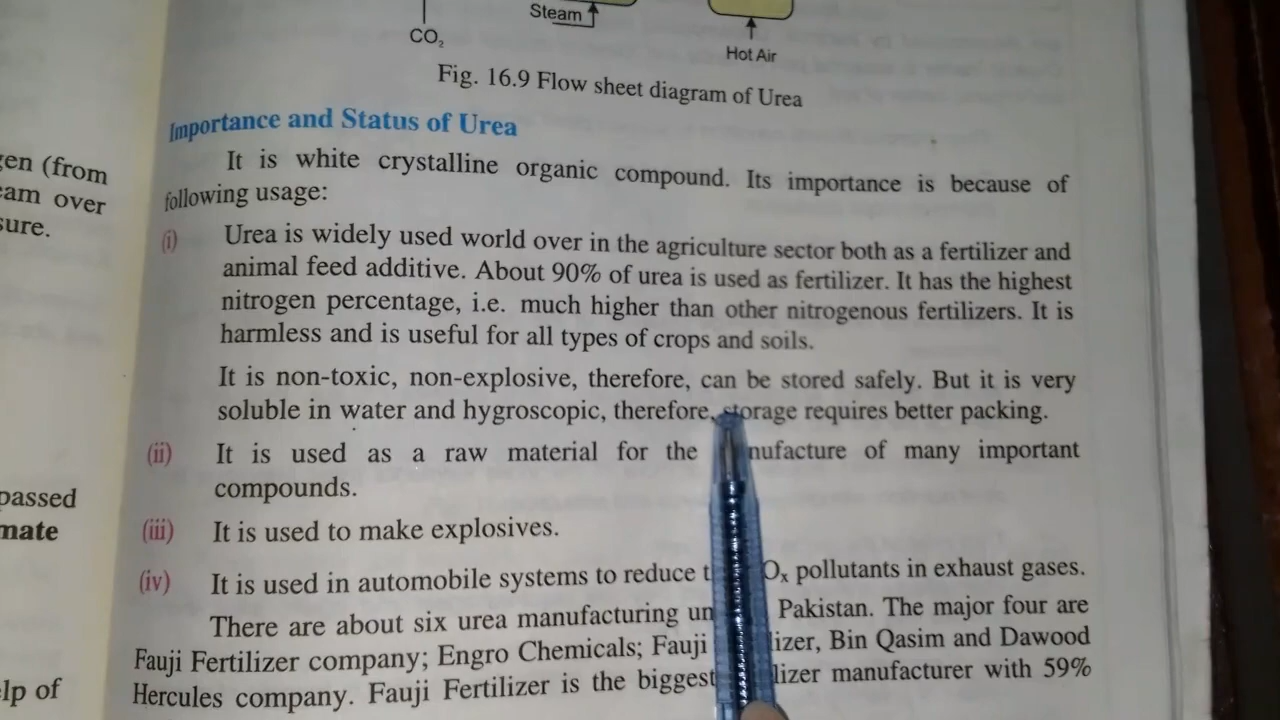 Steam
CO₂
Hot Air
Fig. 16.9 Flow sheet diagram of Urea
Importance and Status of Urea
It is white crystalline organic compound. Its importance is because of
following usage:
(i) Urea is widely used world over in the agriculture sector both as a fertilizer and
animal feed additive. About 90% of urea is used as fertilizer. It has the highest
nitrogen percentage, i.e. much higher than other nitrogenous fertilizers. It is
harmless and is useful for all types of crops and soils.
It is non-toxic, non-explosive, therefore, can be stored safely. But it is very
soluble in water and hygroscopic, therefore, storage requires better packing.
(ii) It is used as a raw material for the nufacture of many important
compounds.
(iii) It is used to make explosives.
(iv) It is used in automobile systems to reduce t Oₓ pollutants in exhaust gases.
There are about six urea manufacturing un Pakistan. The major four are
Fauji Fertilizer company; Engro Chemicals; Fauji lizer, Bin Qasim and Dawood
Hercules company. Fauji Fertilizer is the biggest lizer manufacturer with 59%
gen (from
eam over
sure.
passed
mate
elp of